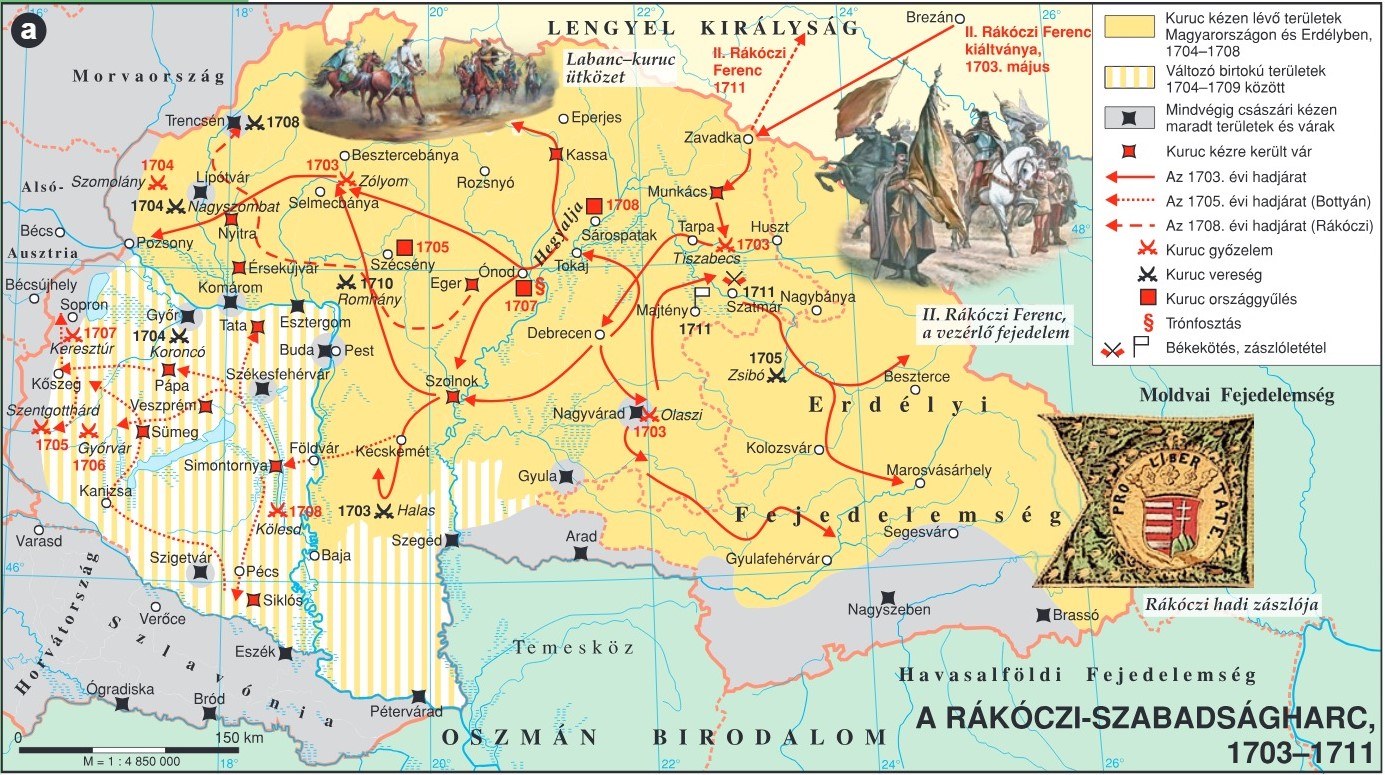 a
16°
18°
20°
22°
24°
26°
LENGYEL KIRÁLYSÁG
Brezán
II. Rákóczi Ferenc
kiáltványa,
1703. május
II. Rákóczi
Ferenc
1711
Labanc–kuruc
ütközet
Morvaország
Trencsén
1708
Eperjes
Zavadka
Kassa
Besztercebánya
1703
Zólyom
Rozsnyó
Selmecbánya
1704
Szomolány
Lipótvár
1704
Nagyszombat
Nyitra
Alsó-
Ausztria
Bécs
Pozsony
Munkács
1708
Sárospatak
Hegyalja
Tokaj
Tarpa
Huszt
1703
Tiszabecs
48°
1705
Szécsény
Érsekújvár
Ónod
1707
§
Eger
1710
Romhány
Bécsújhely
Sopron
Komárom
Győr
Esztergom
1704
Koroncó
Tata
1707
Keresztúr
Buda
Pest
Majtény
1711
1711
Szatmár
Nagybánya
II. Rákóczi Ferenc,
a vezérlő fejedelem
Debrecen
Kőszeg
Pápa
Székesfehérvár
Szolnok
1705
Zsibó
Beszterce
Szentgotthárd
1705
Veszprém
Sümeg
Győrvár
1706
Nagyvárad
Olaszi
1703
Erdélyi
Moldvai Fejedelemség
Földvár
Kecskemét
Simontornya
Kolozsvár
Marosvásárhely
Gyula
Kanizsa
1708
Kölesd
1703
Halas
Fejedelemség
PRO LIBERTATE
Varasd
Szeged
Arad
Segesvár
Gyulafehérvár
Baja
Szigetvár
Pécs
46°
Siklós
Verőce
Nagyszeben
Brassó
Rákóczi hadi zászlója
Horvátország
Szlavónia
Eszék
Temesköz
Havasalföldi Fejedelemség
Ógradiska
Bród
Pétervárad
OSZMÁN BIRODALOM
0
150 km
M = 1 : 4 850 000
18°
20°
22°
24°
26°
A RÁKÓCZI-SZABADSÁGHARC,
1703–1711
Kuruc kézen lévő területek
Magyarországon és Erdélyben,
1704–1708
Változó birtokú területek
1704–1709 között
Mindvégig császári kézen
maradt területek és várak
Kuruc kézre került vár
Az 1703. évi hadjárat
Az 1705. évi hadjárat (Bottyán)
Az 1708. évi hadjárat (Rákóczi)
Kuruc győzelem
Kuruc vereség
Kuruc országgyűlés
§
Trónfosztás
Békekötés, zászlóletétel